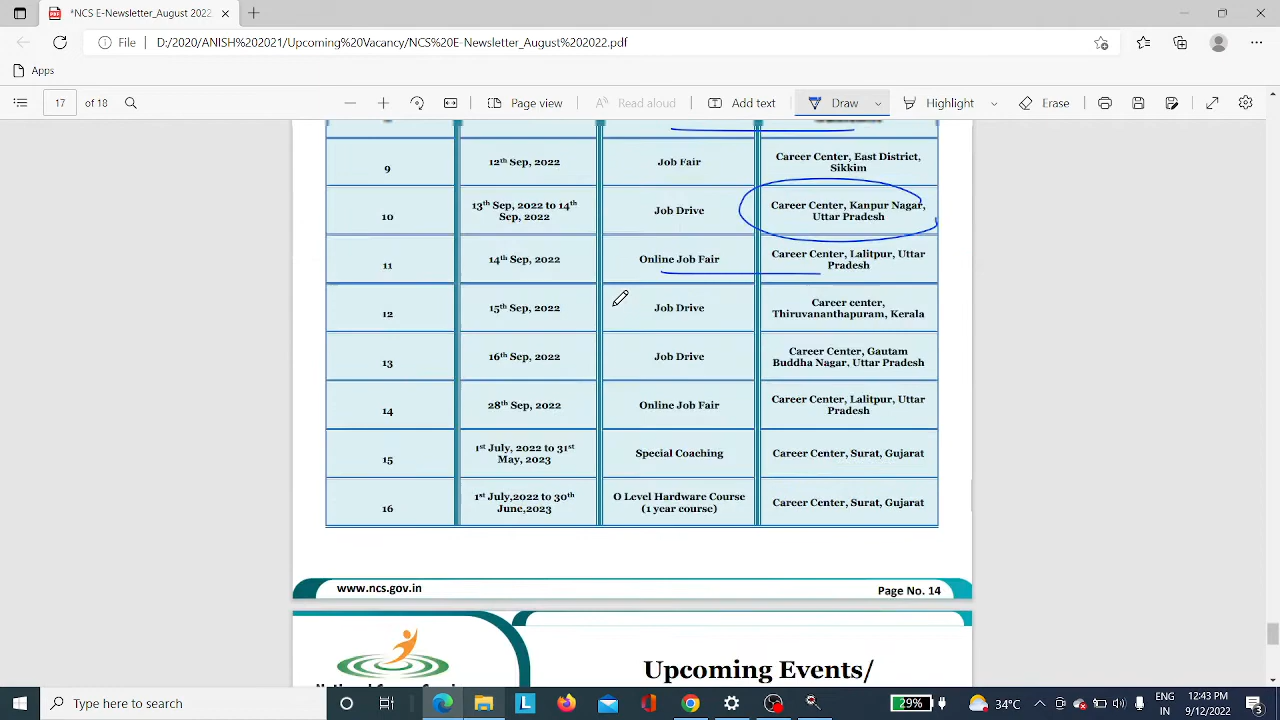 *NCS E-Newsletter_August 2022
File
D:/2020/ANISH%202021/Upcoming%20Vacancy/NCS%20E-Newsletter_August%202022.pdf
Apps
17 of 18
Page view
Read aloud
Add text
Draw
Highlight
Erase
9 12th Sep, 2022 Job Fair Career Center, East District, Sikkim
10 13th Sep, 2022 to 14th Sep, 2022 Job Drive Career Center, Kanpur Nagar, Uttar Pradesh
11 14th Sep, 2022 Online Job Fair Career Center, Lalitpur, Uttar Pradesh
12 15th Sep, 2022 Job Drive Career center, Thiruvananthapuram, Kerala
13 16th Sep, 2022 Job Drive Career Center, Gautam Buddha Nagar, Uttar Pradesh
14 28th Sep, 2022 Online Job Fair Career Center, Lalitpur, Uttar Pradesh
15 1st July, 2022 to 31st May, 2023 Special Coaching Career Center, Surat, Gujarat
16 1st July,2022 to 30th June,2023 O Level Hardware Course (1 year course) Career Center, Surat, Gujarat
www.ncs.gov.in
Page No. 14
Upcoming Events/
Type here to search
29%
34°C
ENG
IN
12:43 PM
9/12/2022